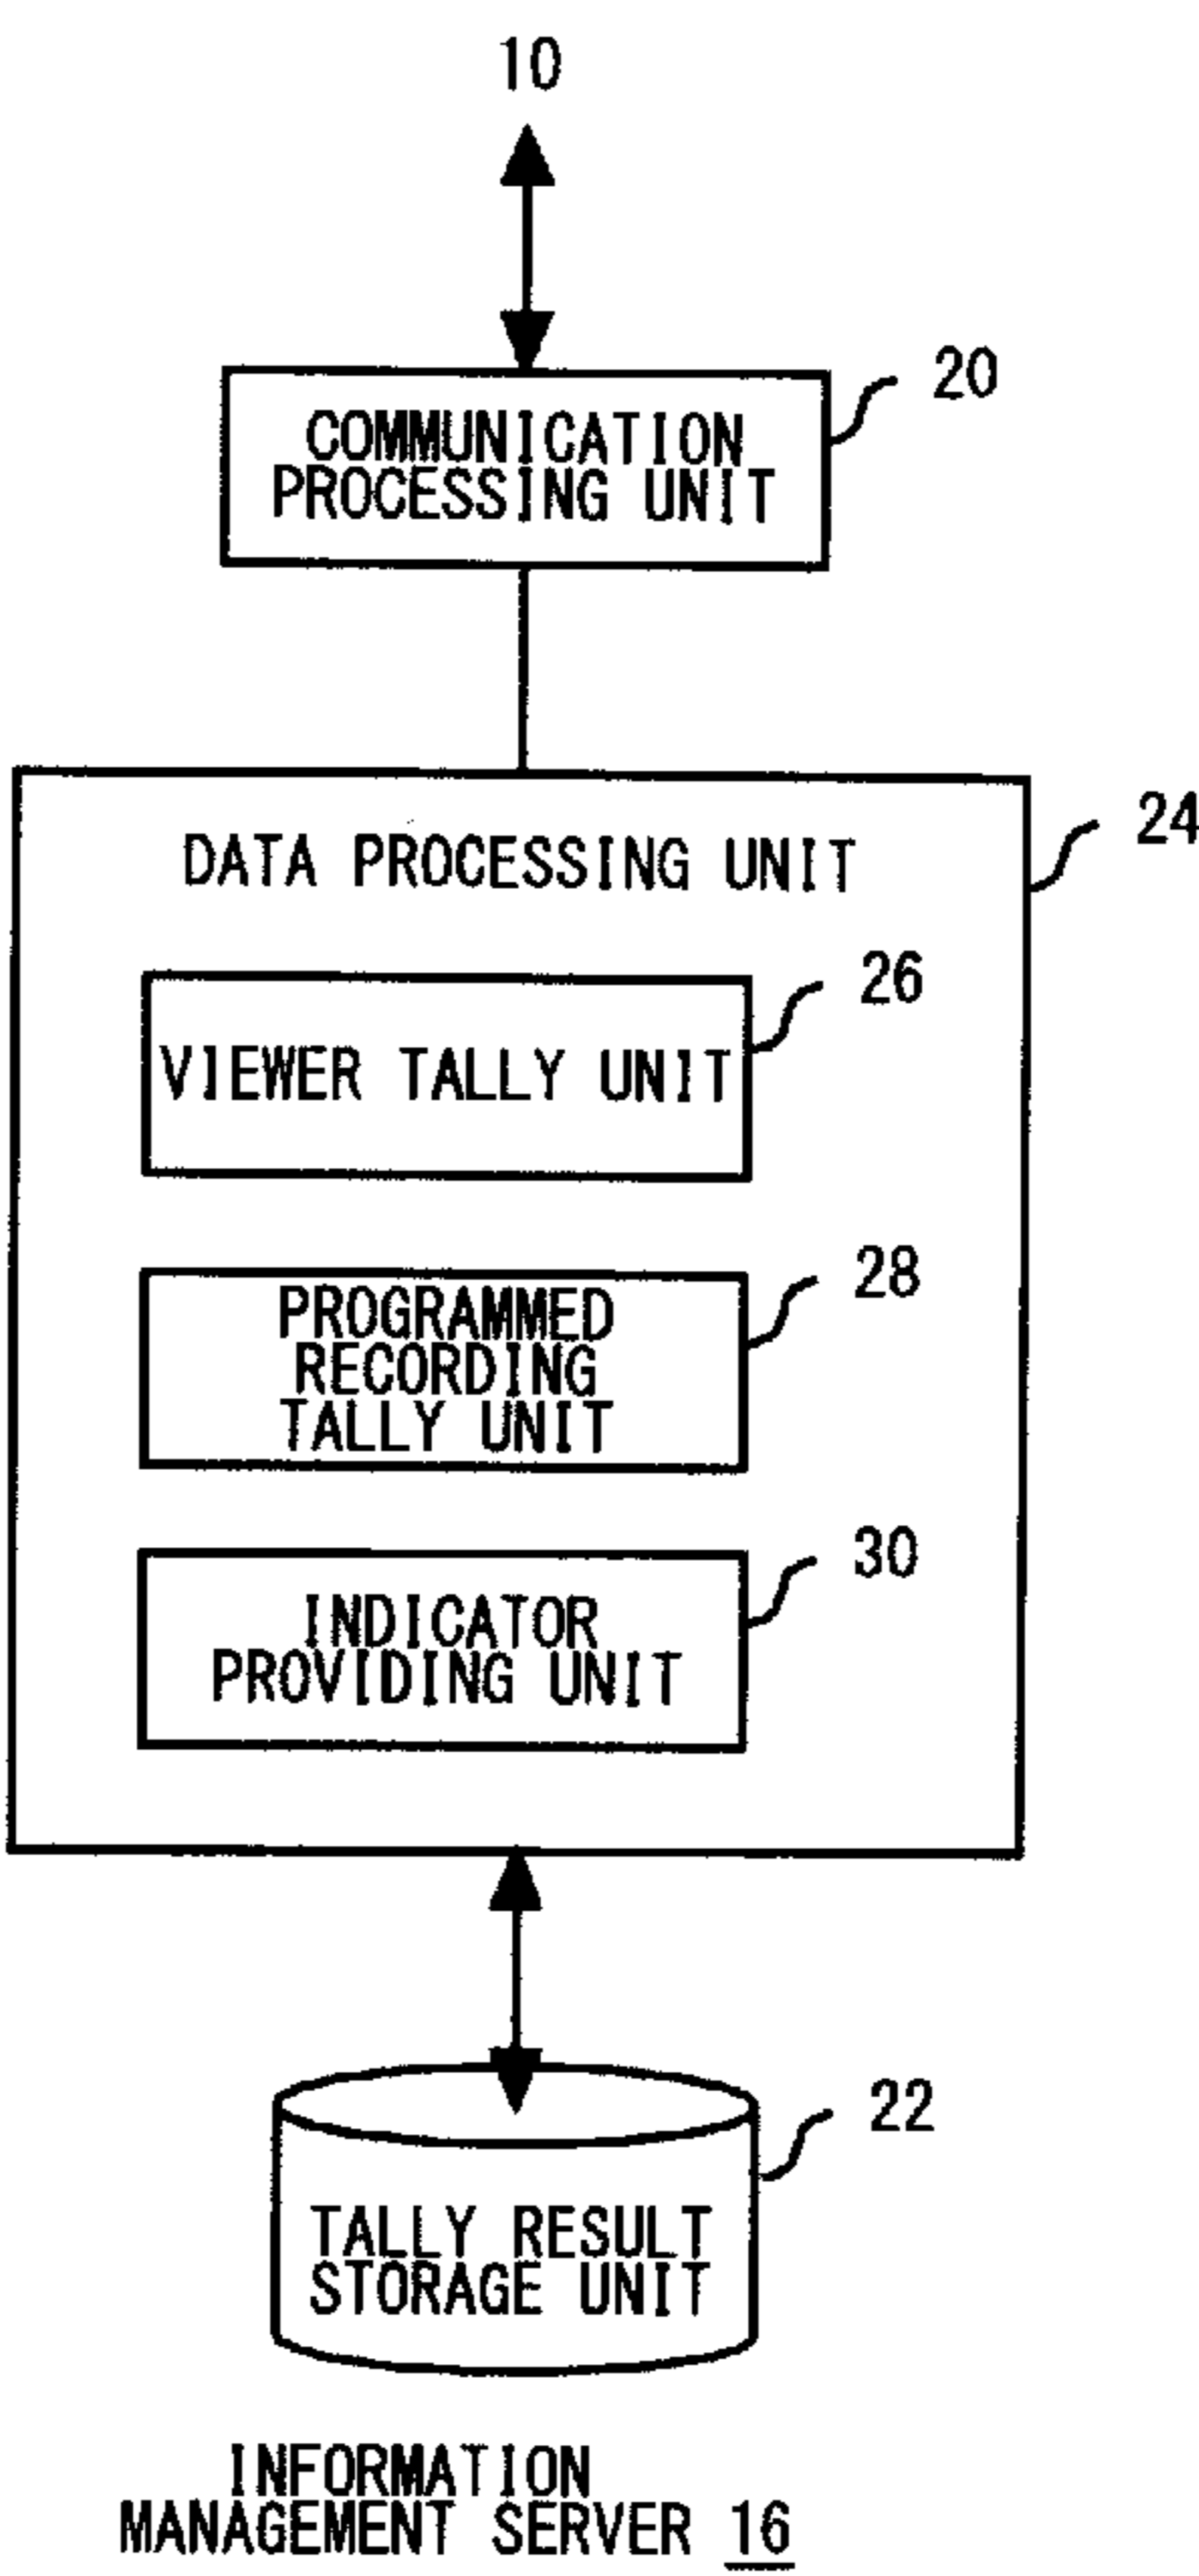 10
20
COMMUNICATION
PROCESSING UNIT
24
DATA PROCESSING UNIT
26
VIEWER TALLY UNIT
28
PROGRAMMED
RECORDING
TALLY UNIT
30
INDICATOR
PROVIDING UNIT
22
TALLY RESULT
STORAGE UNIT
INFORMATION
MANAGEMENT SERVER 16